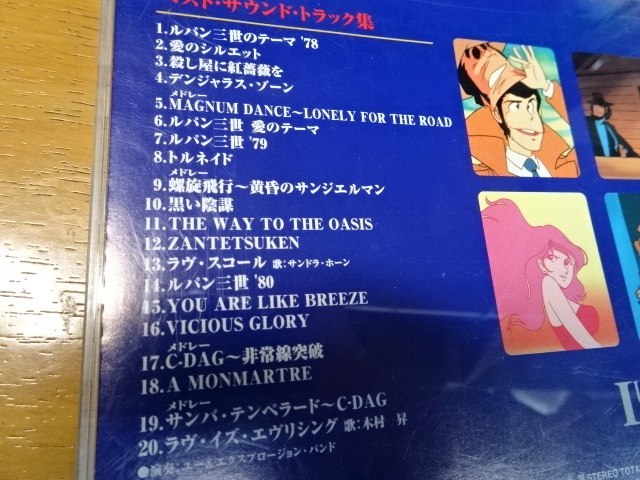 スト・サウンド・トラック集
1.ルパン三世のテーマ '78
2.愛のシルエット
3.殺し屋に紅薔薇を
4.デンジャラス・ゾーン
メドレー
5.MAGNUM DANCE〜LONELY FOR THE ROAD
6.ルパン三世 愛のテーマ
7.ルパン三世 '79
8.トルネイド
メドレー
9.螺旋飛行〜黄昏のサンジェルマン
10.黒い陰謀
11.THE WAY TO THE OASIS
12.ZANTETSUKEN
13.ラヴ・スコール 歌:サンドラ・ホーン
14.ルパン三世 '80
15.YOU ARE LIKE BREEZE
16.VICIOUS GLORY
メドレー
17.C-DAG〜非常線突破
18.A MONMARTRE
メドレー
19.サンバ・テンペラード〜C-DAG
20.ラヴ・イズ・エヴリシング 歌:木村 昇
●演奏:ユー&エクスプロージョン・バンド
STEREO TOTA